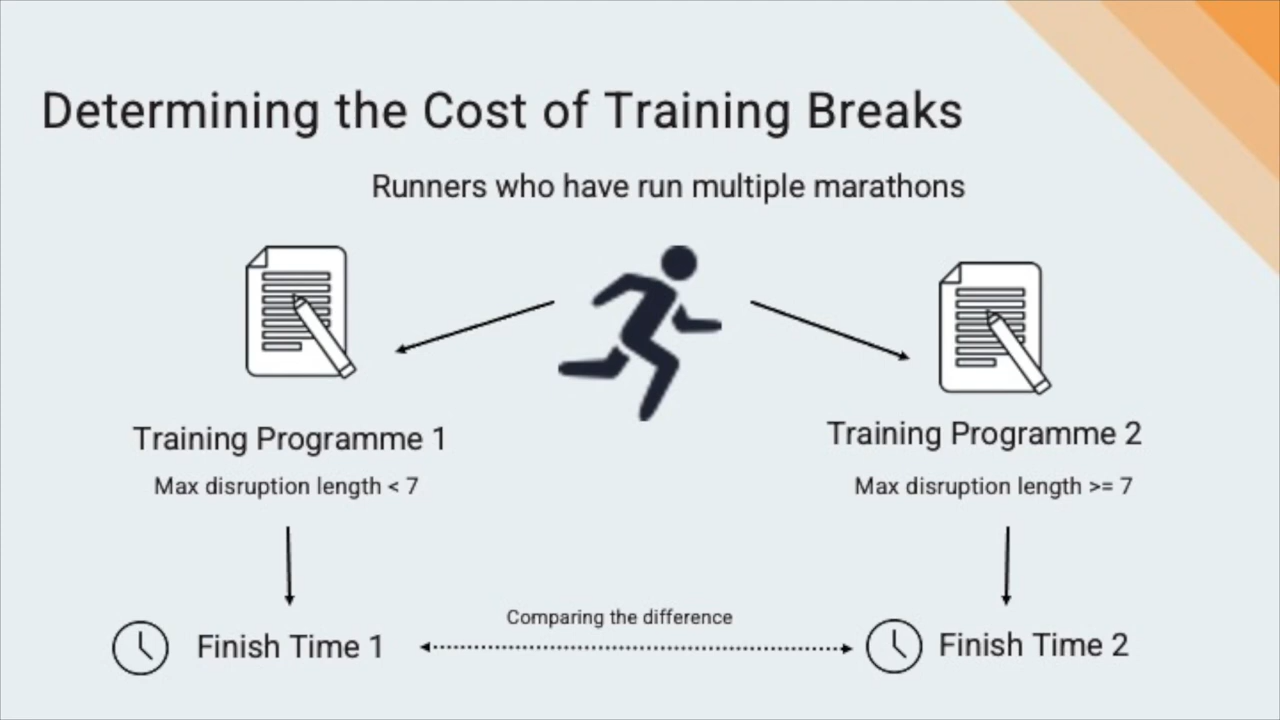 Determining the Cost of Training Breaks
Runners who have run multiple marathons
Training Programme 1
Training Programme 2
Max disruption length < 7
Max disruption length >= 7
Comparing the difference
Finish Time 1
Finish Time 2